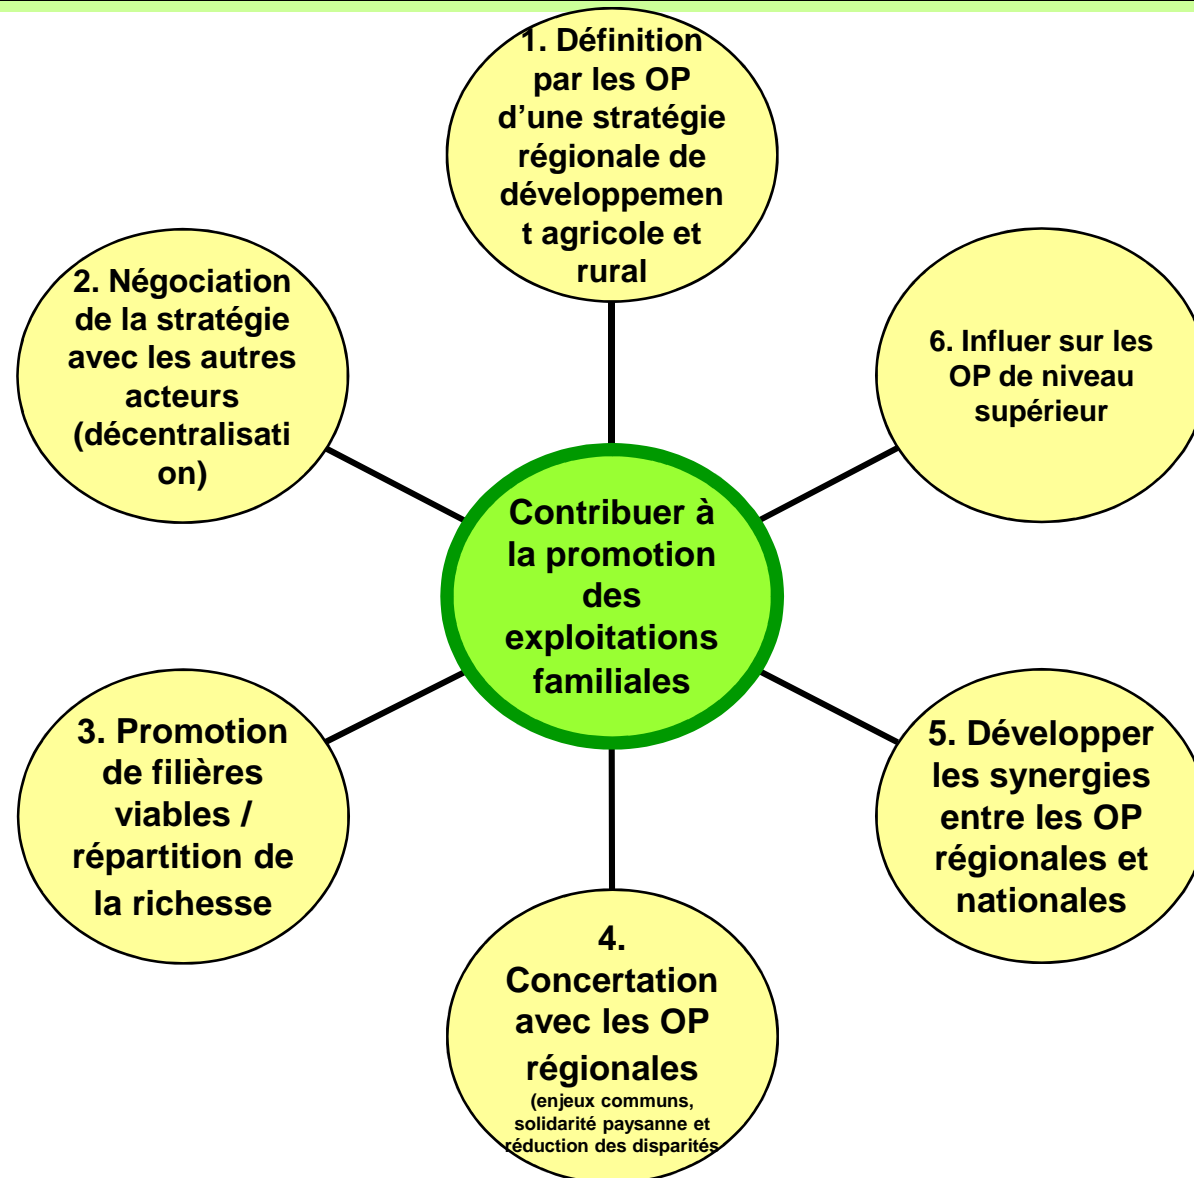 1. Définition
par les OP
d’une stratégie
régionale de
développemen
t agricole et
rural
2. Négociation
de la stratégie
avec les autres
acteurs
(décentralisati
on)
6. Influer sur les
OP de niveau
supérieur
Contribuer à
la promotion
des
exploitations
familiales
3. Promotion
de filières
viables /
répartition de
la richesse
5. Développer
les synergies
entre les OP
régionales et
nationales
4.
Concertation
avec les OP
régionales
(enjeux communs,
solidarité paysanne et
réduction des disparités